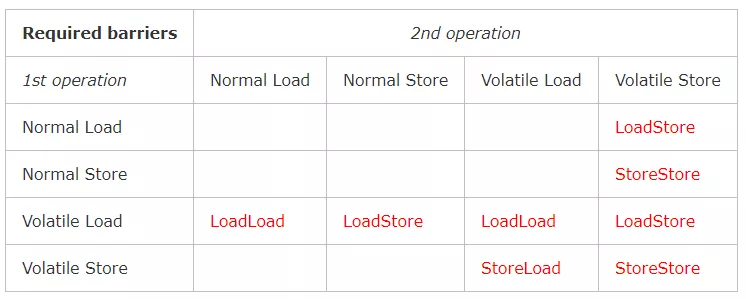 Required barriers 2nd operation
1st operation Normal Load Normal Store Volatile Load Volatile Store
Normal Load LoadStore
Normal Store StoreStore
Volatile Load LoadLoad LoadStore LoadLoad LoadStore
Volatile Store StoreLoad StoreStore